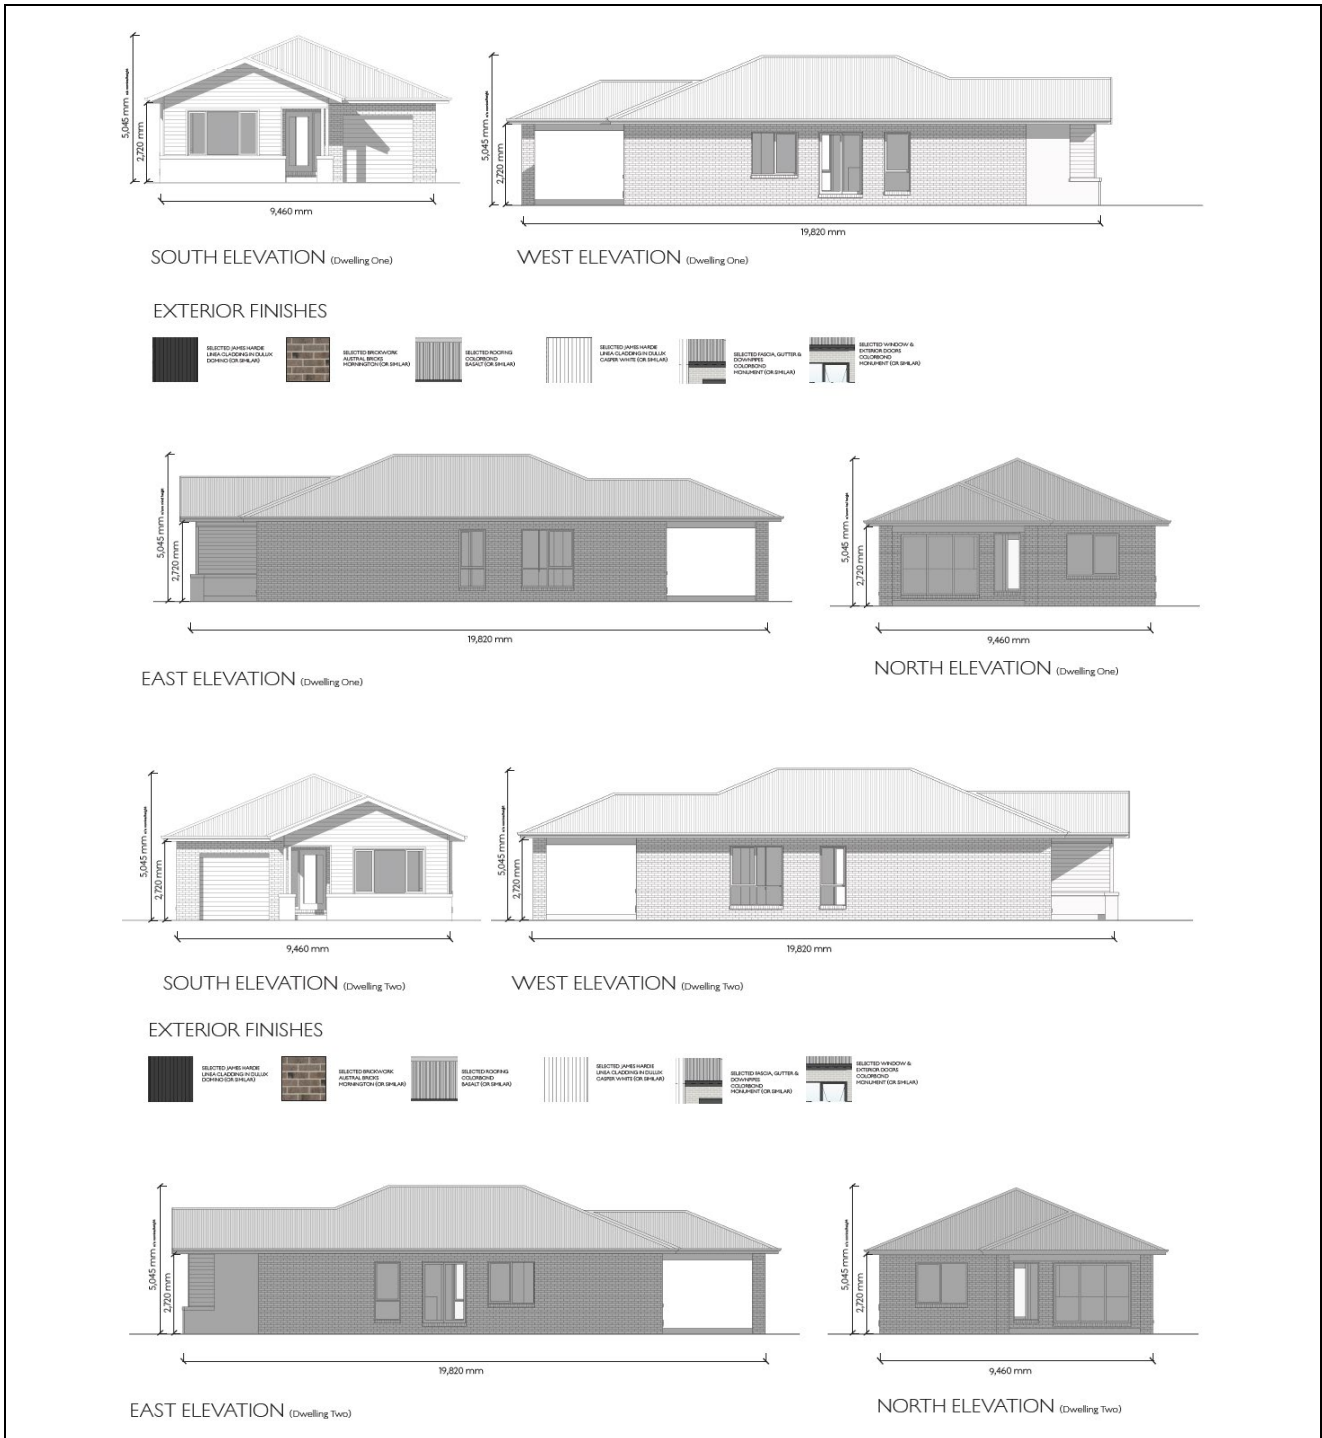 5,045 mm
2,720 mm
9,460 mm
SOUTH ELEVATION (Dwelling One)
5,045 mm
2,720 mm
19,820 mm
WEST ELEVATION (Dwelling One)
EXTERIOR FINISHES
SELECTED JAMES HARDIE
LINEA CLADDING IN DULUX
DOMINO (OR SIMILAR)
SELECTED BRICKWORK
AUSTRAL BRICKS
MORNINGTON (OR SIMILAR)
SELECTED ROOFING
COLORBOND
BASALT (OR SIMILAR)
SELECTED JAMES HARDIE
LINEA CLADDING IN DULUX
CASPER WHITE (OR SIMILAR)
SELECTED FASCIA, GUTTER &
DOWNPIPES
COLORBOND
MONUMENT (OR SIMILAR)
SELECTED WINDOW &
EXTERIOR DOORS
COLORBOND
MONUMENT (OR SIMILAR)
5,045 mm
2,720 mm
19,820 mm
EAST ELEVATION (Dwelling One)
5,045 mm
2,720 mm
9,460 mm
NORTH ELEVATION (Dwelling One)
5,045 mm
2,720 mm
9,460 mm
SOUTH ELEVATION (Dwelling Two)
5,045 mm
2,720 mm
19,820 mm
WEST ELEVATION (Dwelling Two)
EXTERIOR FINISHES
SELECTED JAMES HARDIE
LINEA CLADDING IN DULUX
DOMINO (OR SIMILAR)
SELECTED BRICKWORK
AUSTRAL BRICKS
MORNINGTON (OR SIMILAR)
SELECTED ROOFING
COLORBOND
BASALT (OR SIMILAR)
SELECTED JAMES HARDIE
LINEA CLADDING IN DULUX
CASPER WHITE (OR SIMILAR)
SELECTED FASCIA, GUTTER &
DOWNPIPES
COLORBOND
MONUMENT (OR SIMILAR)
SELECTED WINDOW &
EXTERIOR DOORS
COLORBOND
MONUMENT (OR SIMILAR)
5,045 mm
2,720 mm
19,820 mm
EAST ELEVATION (Dwelling Two)
5,045 mm
2,720 mm
9,460 mm
NORTH ELEVATION (Dwelling Two)